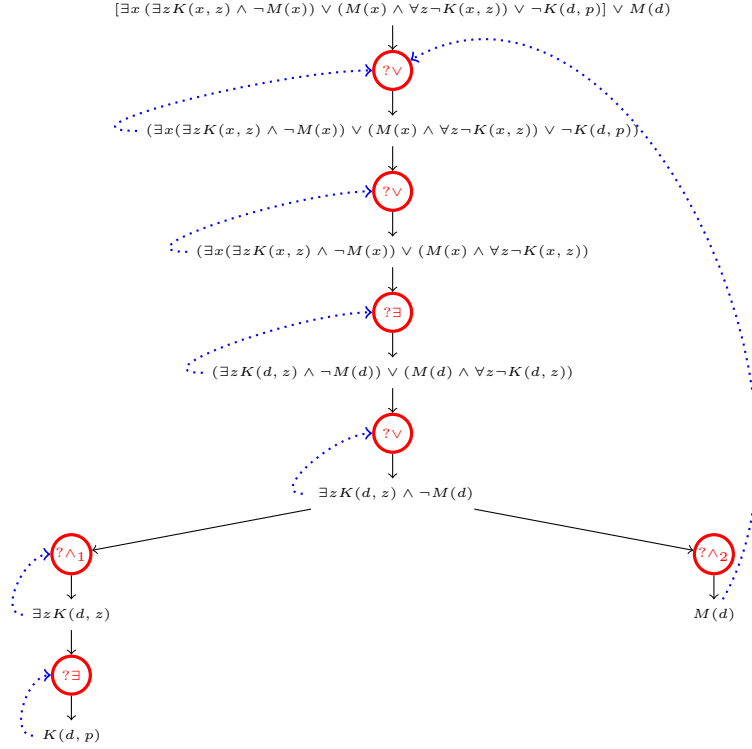 [∃x (∃zK(x, z) ∧ ¬M(x)) ∨ (M(x) ∧ ∀z¬K(x, z)) ∨ ¬K(d, p)] ∨ M(d)
?∨
(∃x(∃zK(x, z) ∧ ¬M(x)) ∨ (M(x) ∧ ∀z¬K(x, z)) ∨ ¬K(d, p))
?∨
(∃x(∃zK(x, z) ∧ ¬M(x)) ∨ (M(x) ∧ ∀z¬K(x, z))
?∃
(∃zK(d, z) ∧ ¬M(d)) ∨ (M(d) ∧ ∀z¬K(d, z))
?∨
∃zK(d, z) ∧ ¬M(d)
?∧₁ ?∧₂
∃zK(d, z) M(d)
?∃
K(d, p)